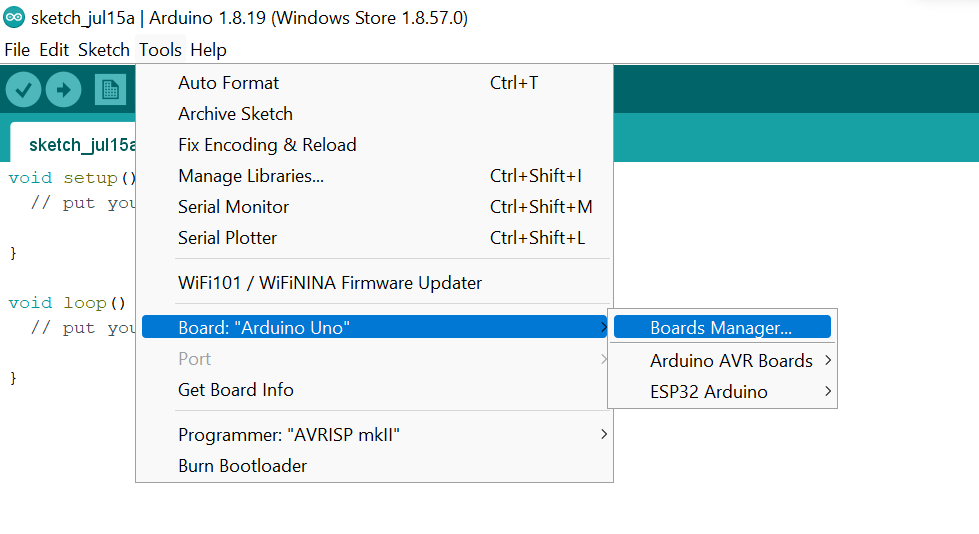 sketch_jul15a | Arduino 1.8.19 (Windows Store 1.8.57.0)
File Edit Sketch Tools Help
Auto Format Ctrl+T
Archive Sketch
sketch_jul15a Fix Encoding & Reload
void setup() Manage Libraries... Ctrl+Shift+I
// put you Serial Monitor Ctrl+Shift+M
Serial Plotter Ctrl+Shift+L
}
WiFi101 / WiFiNINA Firmware Updater
void loop()
// put you Board: "Arduino Uno" Boards Manager...
Port Arduino AVR Boards
} Get Board Info ESP32 Arduino
Programmer: "AVRISP mkII"
Burn Bootloader